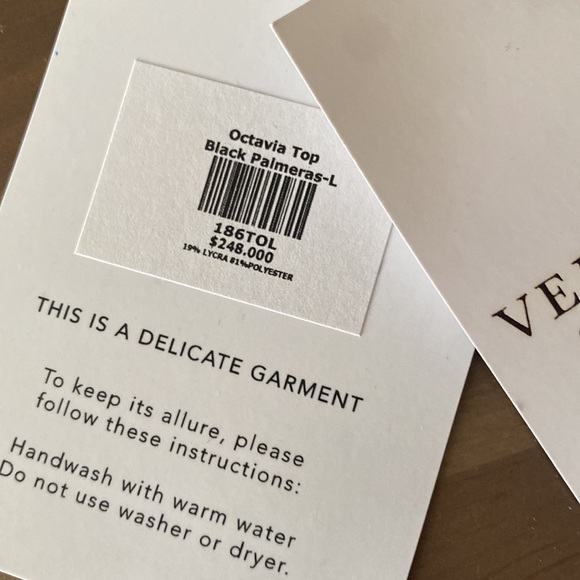 Octavia Top
Black Palmeras-L
186TOL
$248.000
19% LYCRA 81%POLYESTER
THIS IS A DELICATE GARMENT
To keep its allure, please
follow these instructions:
Handwash with warm water
Do not use washer or dryer.